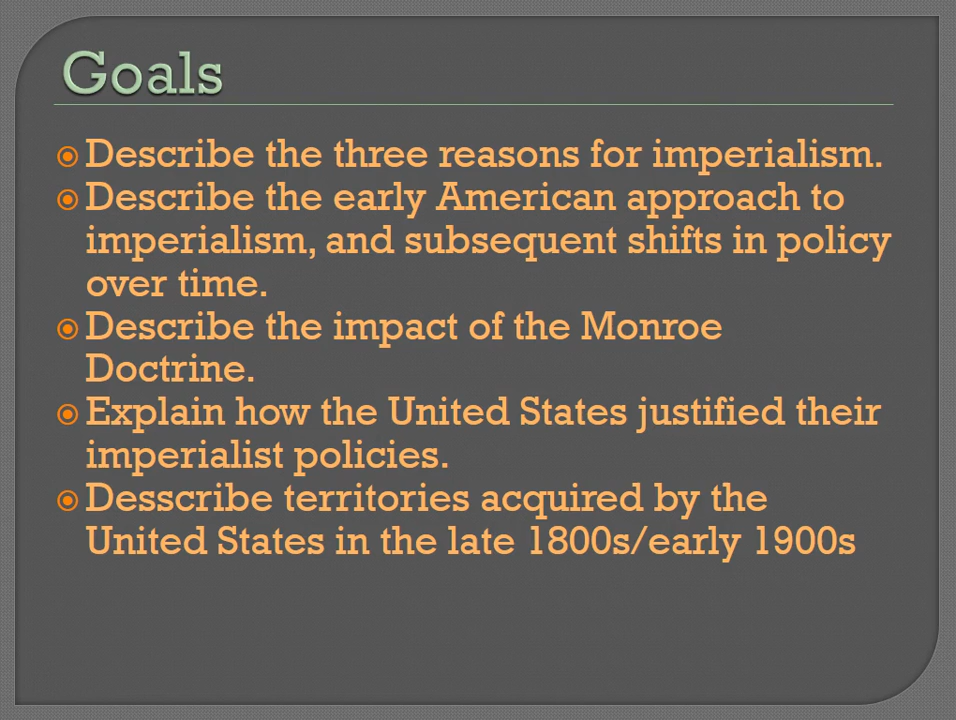 Goals
Describe the three reasons for imperialism.
Describe the early American approach to
imperialism, and subsequent shifts in policy
over time.
Describe the impact of the Monroe
Doctrine.
Explain how the United States justified their
imperialist policies.
Desscribe territories acquired by the
United States in the late 1800s/early 1900s